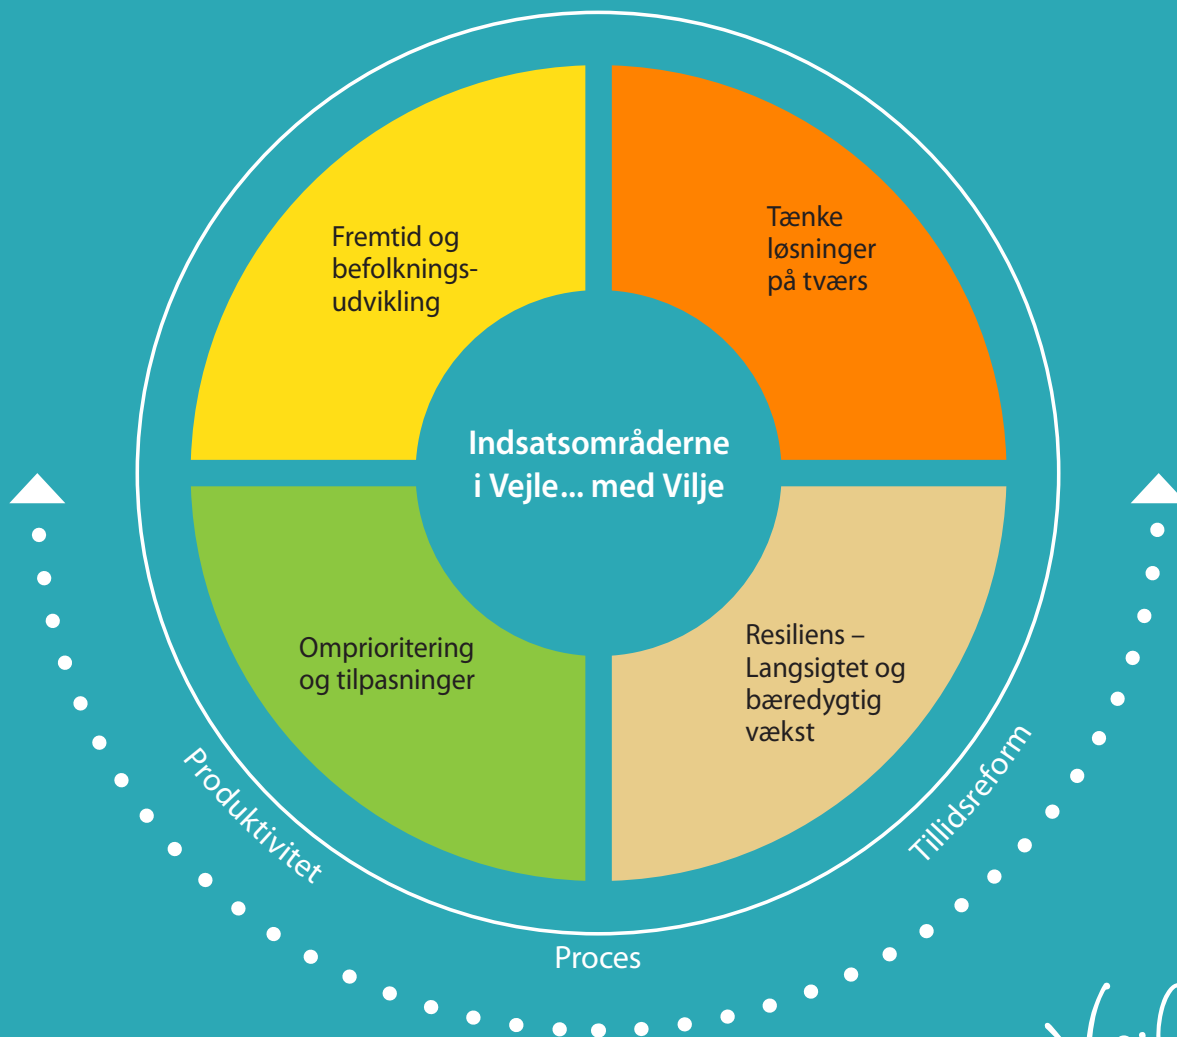 Fremtid og
befolknings-
udvikling
Tænke
løsninger
på tværs
Indsatsområderne
i Vejle... med Vilje
Omprioritering
og tilpasninger
Resiliens –
Langsigtet og
bæredygtig
vækst
Produktivitet
Proces
Tillidsreform